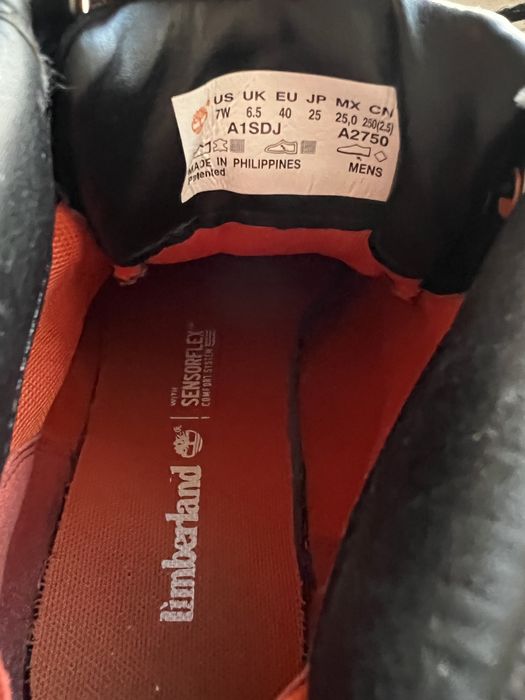 US UK EU JP MX CN
7W 6.5 40 25 25,0 250(2.5)
A1SDJ A2750
MADE IN PHILIPPINES MENS
Patented
WITH
SENSORFLEX™
COMFORT SYSTEM
Timberland